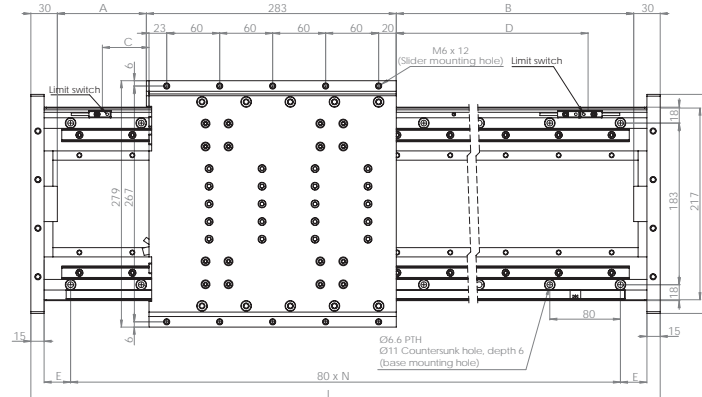 30
A
283
B
30
23
60
60
60
60
20
D
C
6
M6 x 12
(Slider mounting hole)
Limit switch
Limit switch
18
279
267
183
217
18
6
80
15
15
Ø6.6 PTH
Ø11 Countersunk hole, depth 6
(base mounting hole)
E
80 x N
E